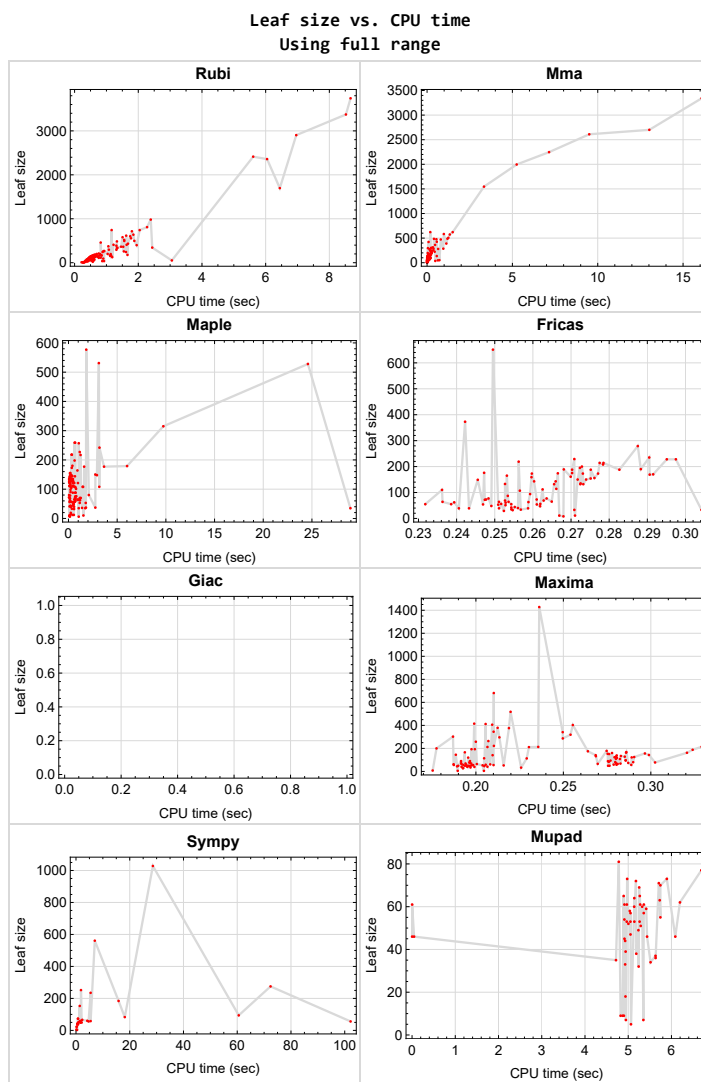 Leaf size vs. CPU time
Using full range
Rubi
Leaf size
3000
2000
1000
0
0 2 4 6 8
CPU time (sec)
Mma
Leaf size
3500
3000
2500
2000
1500
1000
500
0
0 5 10 15
CPU time (sec)
Maple
Leaf size
600
500
400
300
200
100
0
0 5 10 15 20 25
CPU time (sec)
Fricas
Leaf size
600
500
400
300
200
100
0
0.23 0.24 0.25 0.26 0.27 0.28 0.29 0.30
CPU time (sec)
Giac
Leaf size
1.0
0.8
0.6
0.4
0.2
0.0
0.0 0.2 0.4 0.6 0.8 1.0
CPU time (sec)
Maxima
Leaf size
1400
1200
1000
800
600
400
200
0
0.20 0.25 0.30
CPU time (sec)
Sympy
Leaf size
1000
800
600
400
200
0
0 20 40 60 80 100
CPU time (sec)
Mupad
Leaf size
80
60
40
20
0
0 1 2 3 4 5 6
CPU time (sec)